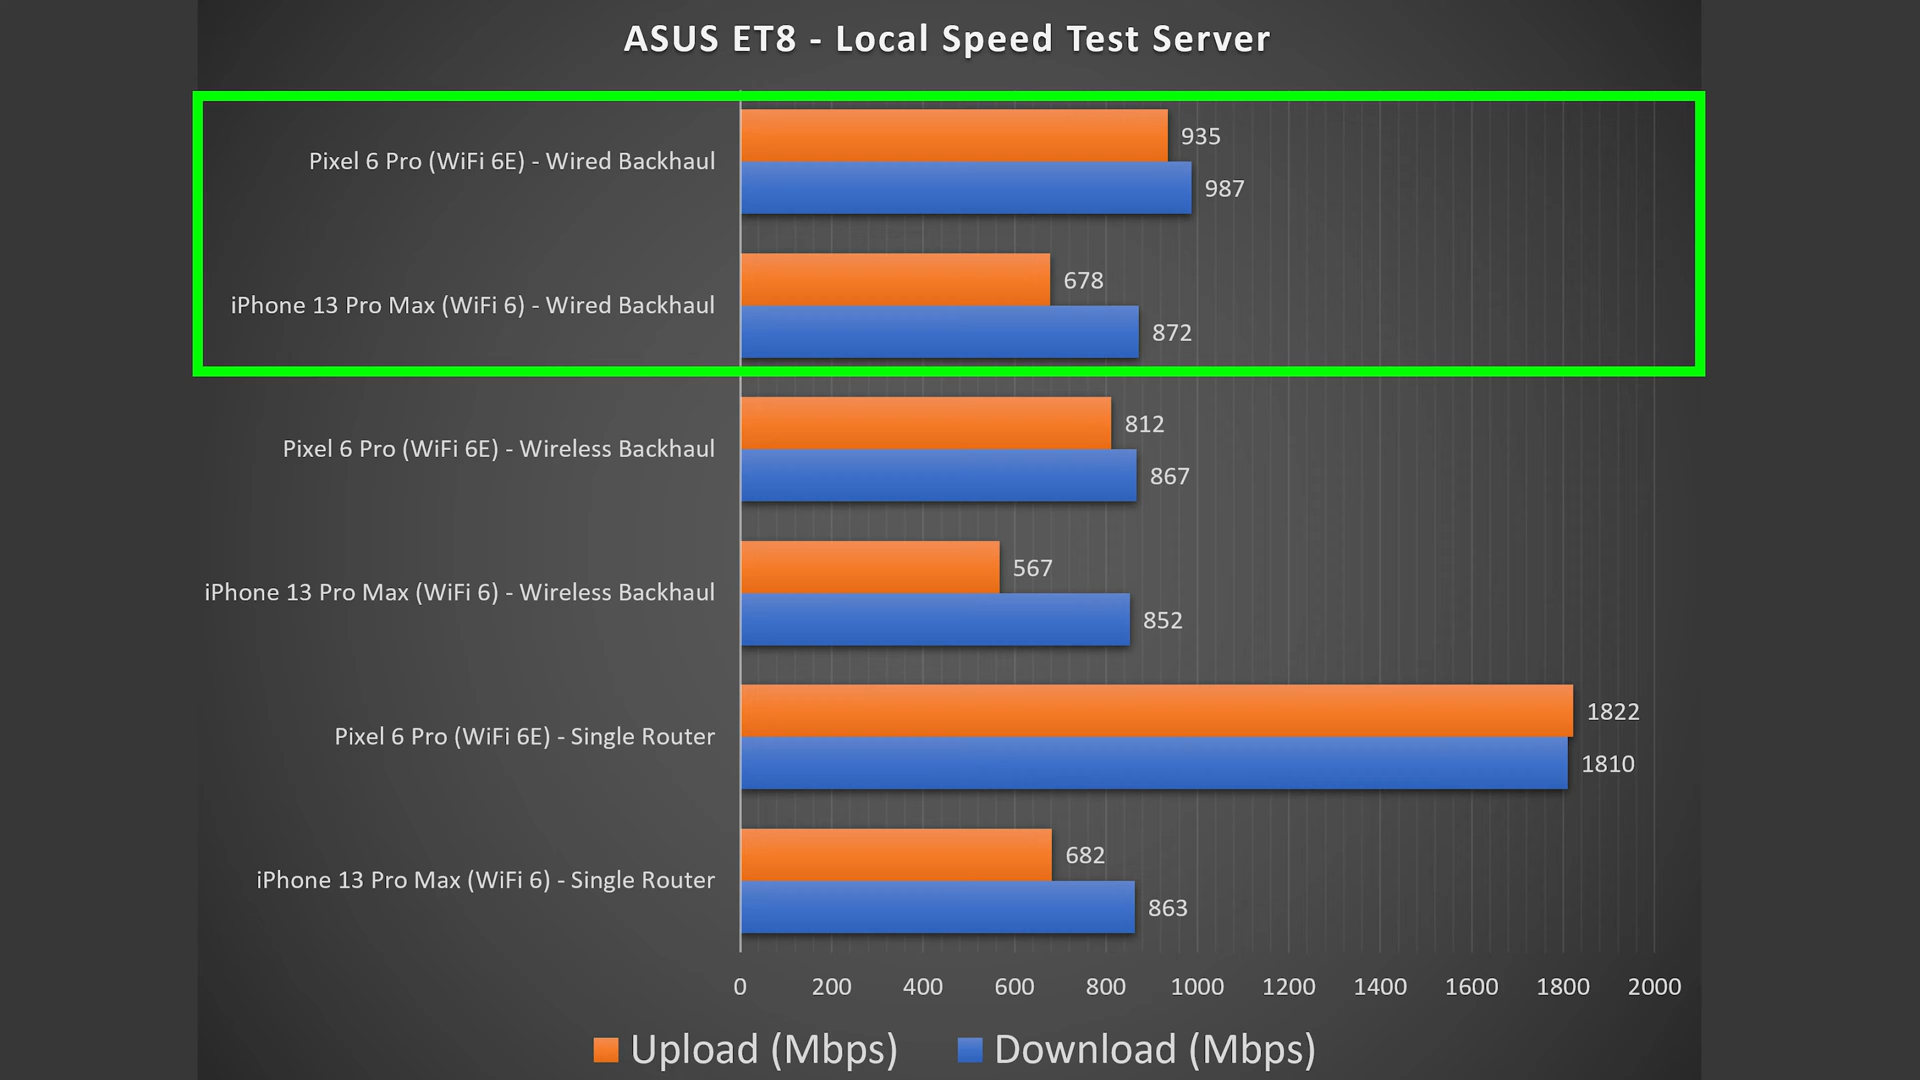 ASUS ET8 - Local Speed Test Server
Pixel 6 Pro (WiFi 6E) - Wired Backhaul
935
987
iPhone 13 Pro Max (WiFi 6) - Wired Backhaul
678
872
Pixel 6 Pro (WiFi 6E) - Wireless Backhaul
812
867
iPhone 13 Pro Max (WiFi 6) - Wireless Backhaul
567
852
Pixel 6 Pro (WiFi 6E) - Single Router
1822
1810
iPhone 13 Pro Max (WiFi 6) - Single Router
682
863
0 200 400 600 800 1000 1200 1400 1600 1800 2000
Upload (Mbps) Download (Mbps)